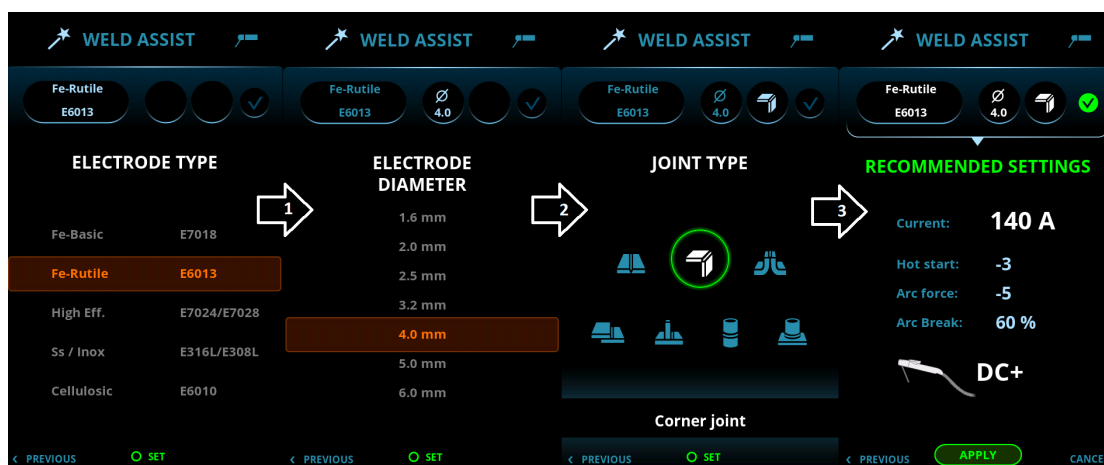 WELD ASSIST
Fe-Rutile
E6013
ELECTRODE TYPE
Fe-Basic E7018
Fe-Rutile E6013
High Eff. E7024/E7028
Ss / Inox E316L/E308L
Cellulosic E6010
< PREVIOUS SET
1
WELD ASSIST
Fe-Rutile
E6013
Ø
4.0
ELECTRODE
DIAMETER
1.6 mm
2.0 mm
2.5 mm
3.2 mm
4.0 mm
5.0 mm
6.0 mm
< PREVIOUS SET
2
WELD ASSIST
Fe-Rutile
E6013
Ø
4.0
JOINT TYPE
Corner joint
< PREVIOUS SET
3
WELD ASSIST
Fe-Rutile
E6013
Ø
4.0
RECOMMENDED SETTINGS
Current: 140 A
Hot start: -3
Arc force: -5
Arc Break: 60 %
DC+
< PREVIOUS APPLY CANCE